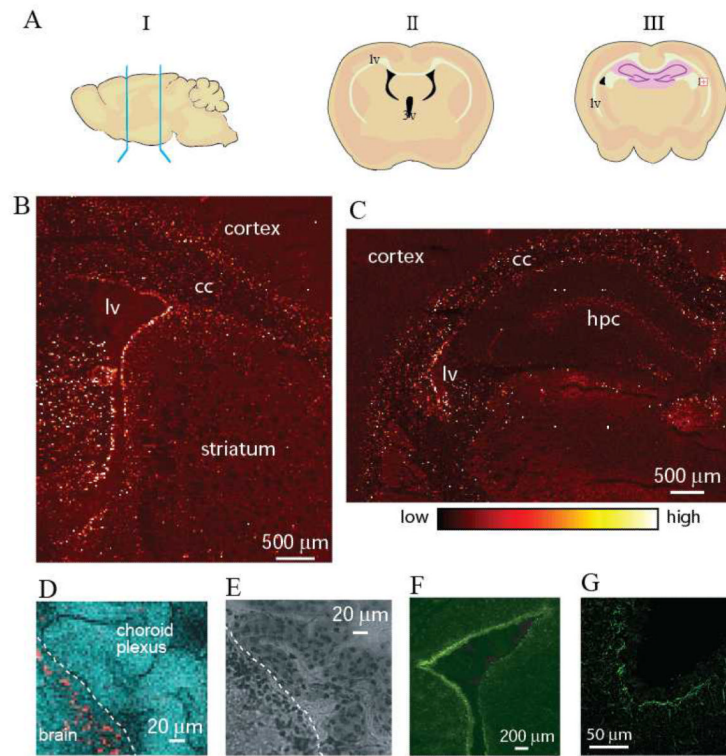 A
I
II
III
lv
3v
lv
B
cortex
cc
lv
striatum
500 μm
C
cortex
cc
hpc
lv
500 μm
low
high
D
choroid
plexus
brain
20 μm
E
20 μm
F
200 μm
G
50 μm